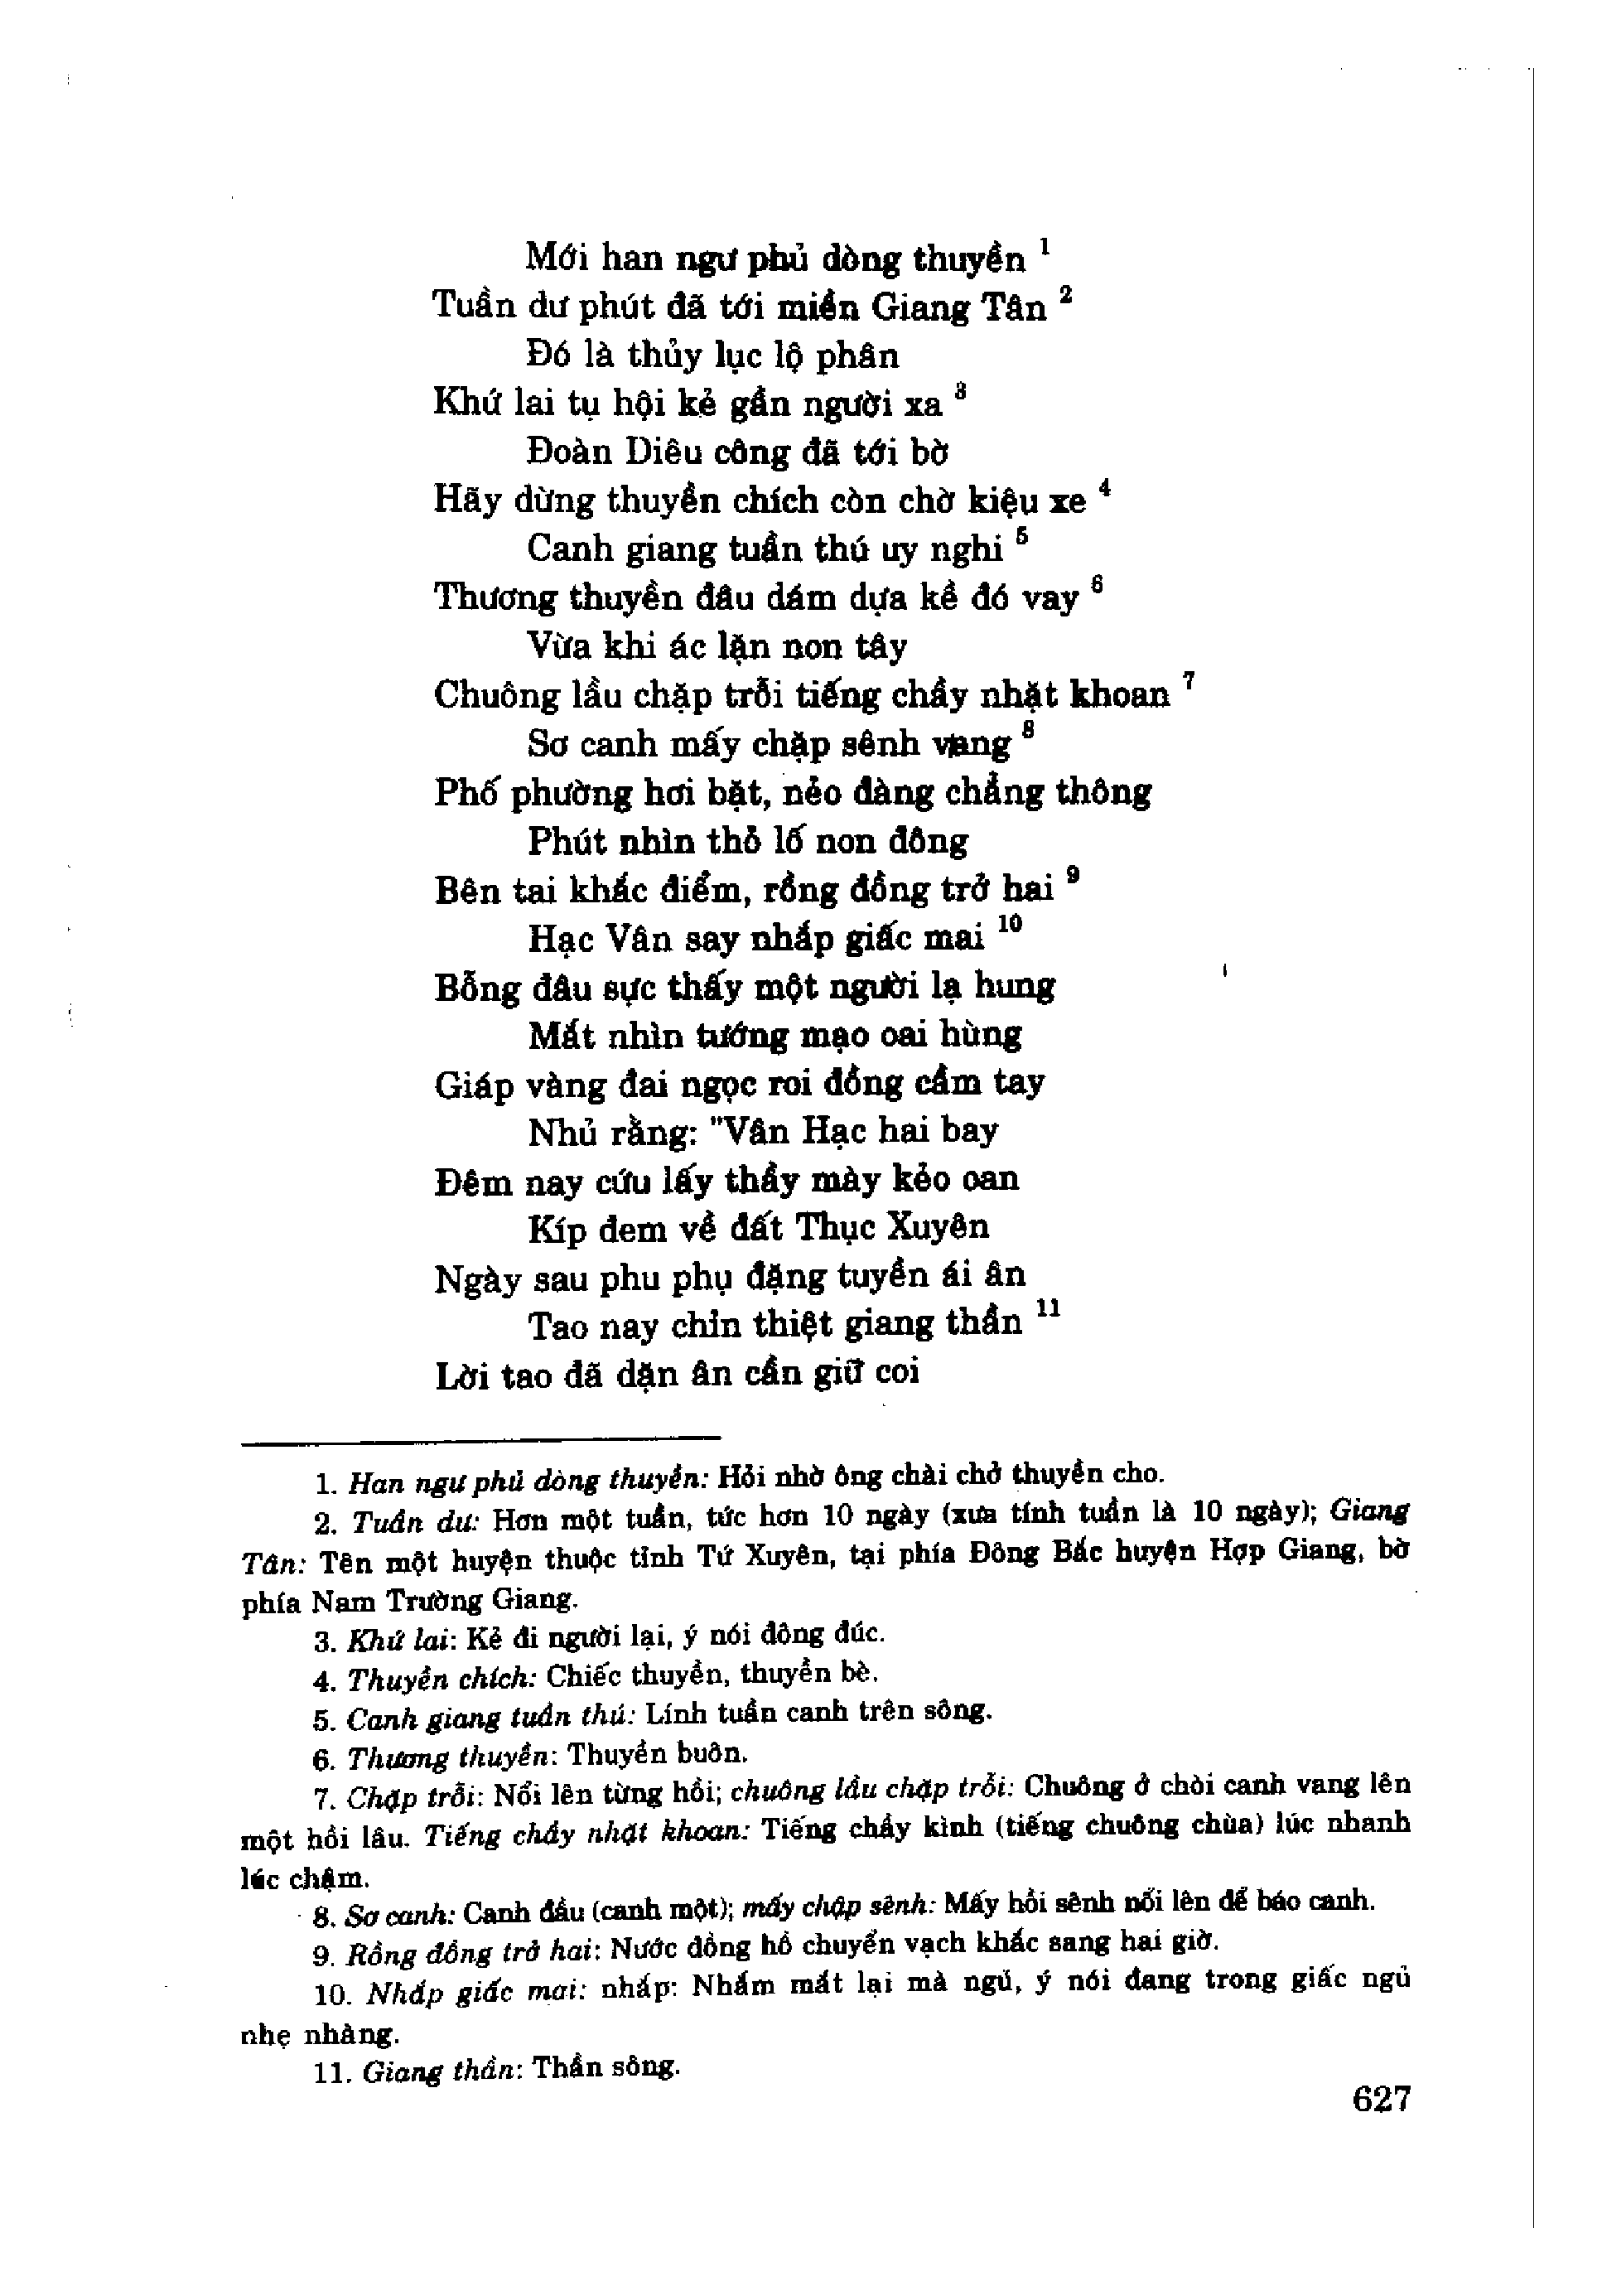 Mới han ngư phủ dòng thuyền ¹
Tuần dư phút đã tới miền Giang Tân ²
Đó là thủy lục lộ phân
Khứ lai tụ hội kẻ gần người xa ³
Đoàn Diêu công đã tới bờ
Hãy dừng thuyền chích còn chờ kiệu xe ⁴
Canh giang tuần thú uy nghi ⁵
Thương thuyền đâu dám dựa kề đó vay ⁶
Vừa khi ác lặn non tây
Chuông lầu chặp trỗi tiếng chầy nhặt khoan ⁷
Sơ canh mấy chặp sênh vang ⁸
Phố phường hơi bặt, nẻo đàng chẳng thông
Phút nhìn thỏ ló non đông
Bên tai khắc điểm, rồng đồng trở hai ⁹
Hạc Vân say nhắp giấc mai ¹⁰
Bỗng đâu sực thấy một người lạ hung
Mắt nhìn tướng mạo oai hùng
Giáp vàng đai ngọc roi đồng cầm tay
Nhủ rằng: "Vân Hạc hai bay
Đêm nay cứu lấy thầy mày kẻo oan
Kíp đem về đất Thục Xuyên
Ngày sau phu phụ đặng tuyền ái ân
Tao nay chỉn thiệt giang thần ¹¹
Lời tao đã dặn ân cần giữ coi
1. Han ngư phủ dòng thuyền: Hỏi nhờ ông chài chở thuyền cho.
2. Tuần dư: Hơn một tuần, tức hơn 10 ngày (xưa tính tuần là 10 ngày); Giang
Tân: Tên một huyện thuộc tỉnh Tứ Xuyên, tại phía Đông Bắc huyện Hợp Giang, bờ
phía Nam Trường Giang.
3. Khứ lai: Kẻ đi người lại, ý nói đông đúc.
4. Thuyền chích: Chiếc thuyền, thuyền bè.
5. Canh giang tuần thú: Lính tuần canh trên sông.
6. Thương thuyền: Thuyền buôn.
7. Chặp trỗi: Nổi lên từng hồi; chuông lầu chặp trỗi: Chuông ở chòi canh vang lên
một hồi lâu. Tiếng chầy nhặt khoan: Tiếng chầy kình (tiếng chuông chùa) lúc nhanh
lúc chậm.
8. Sơ canh: Canh đầu (canh một); mấy chập sênh: Mấy hồi sênh nổi lên để báo canh.
9. Rồng đồng trở hai: Nước đồng hồ chuyển vạch khắc sang hai giờ.
10. Nhắp giấc mai: nhắp: Nhắm mắt lại mà ngủ, ý nói đang trong giấc ngủ
nhẹ nhàng.
11. Giang thần: Thần sông.
627